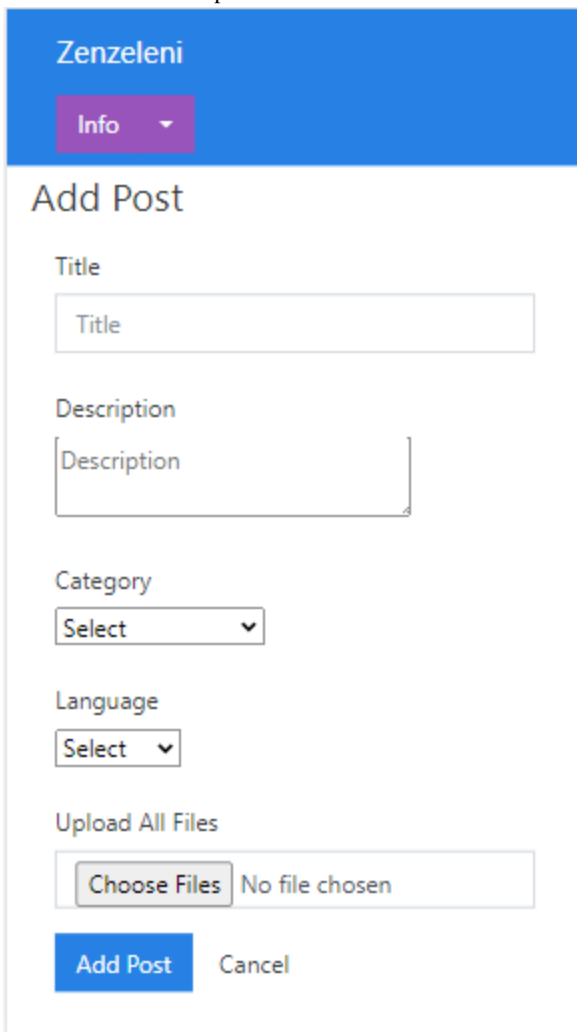 Zenzeleni
Info
Add Post
Title
Title
Description
Description
Category
Select
Language
Select
Upload All Files
Choose Files No file chosen
Add Post Cancel